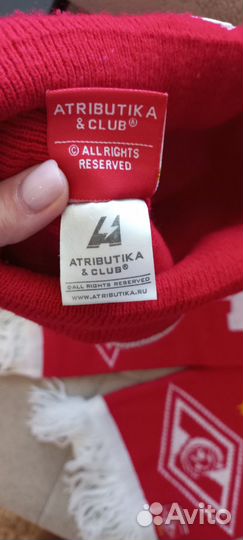 ATRIBUTIKA
& CLUB®
© ALL RIGHTS
RESERVED
ATRIBUTIKA
& CLUB®
©ALL RIGHTS RESERVED
WWW.ATRIBUTIKA.RU
Avito